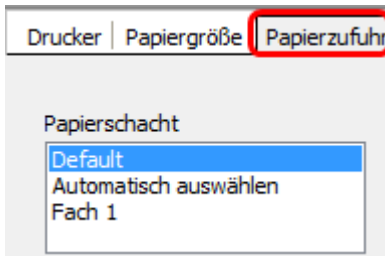 Drucker Papiergröße Papierzufuhr
Papierschacht
Default
Automatisch auswählen
Fach 1